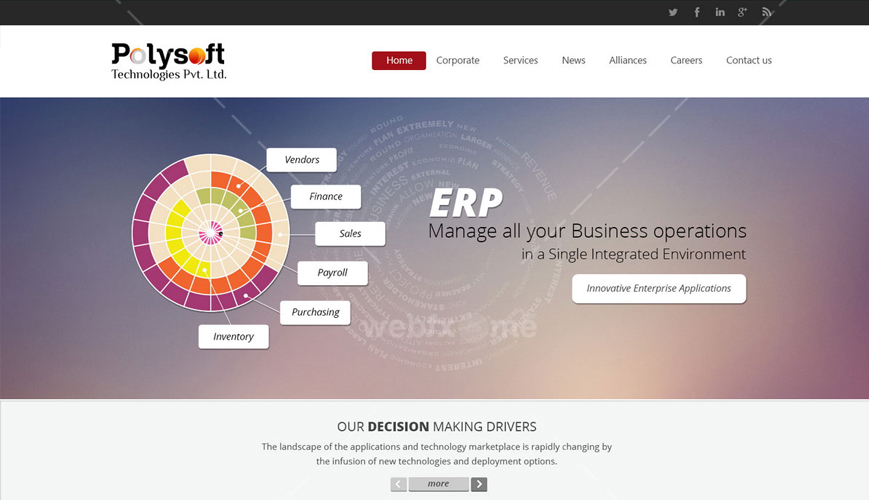 Polysoft
Technologies Pvt. Ltd.
Home Corporate Services News Alliances Careers Contact us
Vendors
Finance
Sales
Payroll
Purchasing
Inventory
ERP
Manage all your Business operations
in a Single Integrated Environment
Innovative Enterprise Applications
OUR DECISION MAKING DRIVERS
The landscape of the applications and technology marketplace is rapidly changing by
the infusion of new technologies and deployment options.
more